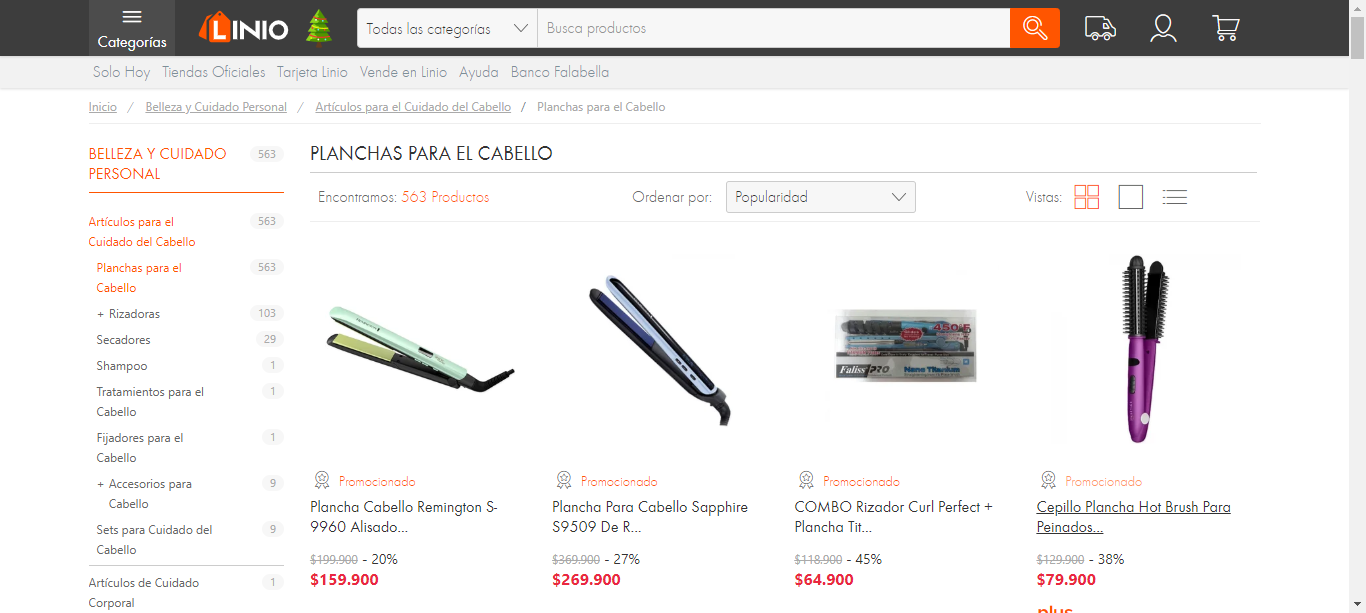 Categorías
LINIO
Todas las categorías
Busca productos
Solo Hoy
Tiendas Oficiales
Tarjeta Linio
Vende en Linio
Ayuda
Banco Falabella
Inicio / Belleza y Cuidado Personal / Artículos para el Cuidado del Cabello / Planchas para el Cabello
BELLEZA Y CUIDADO 563
PERSONAL
Artículos para el 563
Cuidado del Cabello
Planchas para el 563
Cabello
+ Rizadoras 103
Secadores 29
Shampoo 1
Tratamientos para el 1
Cabello
Fijadores para el 1
Cabello
+ Accesorios para 9
Cabello
Sets para Cuidado del 9
Cabello
Artículos de Cuidado 1
Corporal
PLANCHAS PARA EL CABELLO
Encontramos: 563 Productos
Ordenar por: Popularidad
Vistas:
Promocionado
Plancha Cabello Remington S-
9960 Alisado...
$199.900 - 20%
$159.900
Promocionado
Plancha Para Cabello Sapphire
S9509 De R...
$369.900 - 27%
$269.900
450°F
Faliss PRO
Nano Titanium
Promocionado
COMBO Rizador Curl Perfect +
Plancha Tit...
$118.900 - 45%
$64.900
Promocionado
Cepillo Plancha Hot Brush Para
Peinados...
$129.900 - 38%
$79.900
plus